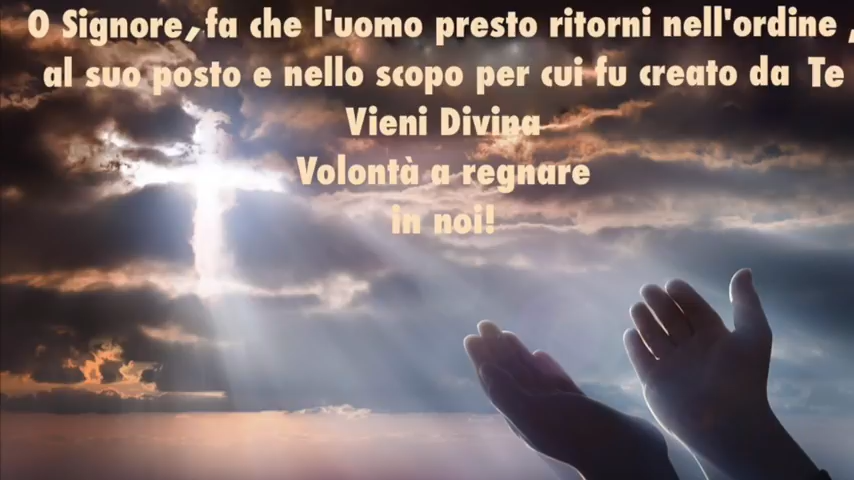 O Signore, fa che l'uomo presto ritorni nell'ordine ,
al suo posto e nello scopo per cui fu creato da Te
Vieni Divina
Volontà a regnare
in noi!